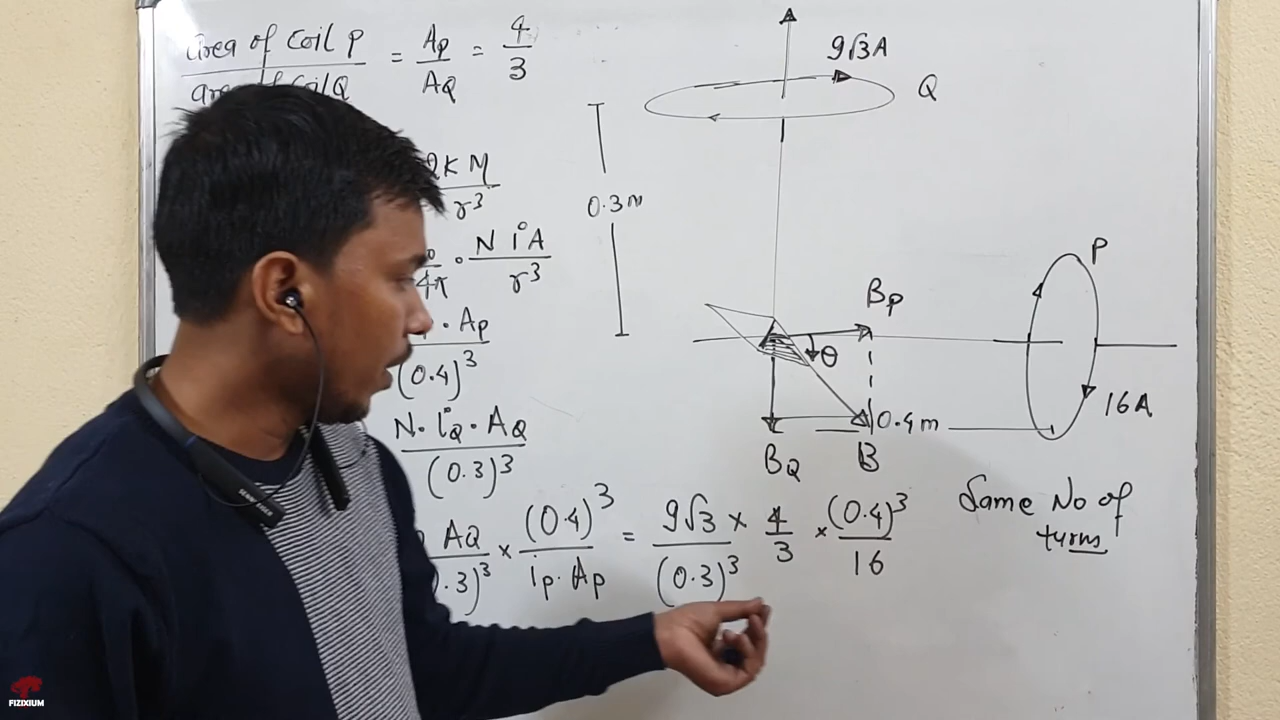 area of Coil P / area of Coil Q = Ap / AQ = 4 / 3
9√3 A
Q
2KM / r³
0.3m
4π · N i A / r³
P
Bp
θ
· Ap / (0.4)³
16A
0.4m
N · iQ · AQ / (0.3)³
BQ
B
Same No of
turns
AQ / .3)³ × (0.4)³ / ip · Ap = 9√3 / (0.3)³ × 4 / 3 × (0.4)³ / 16
FIZIXIUM